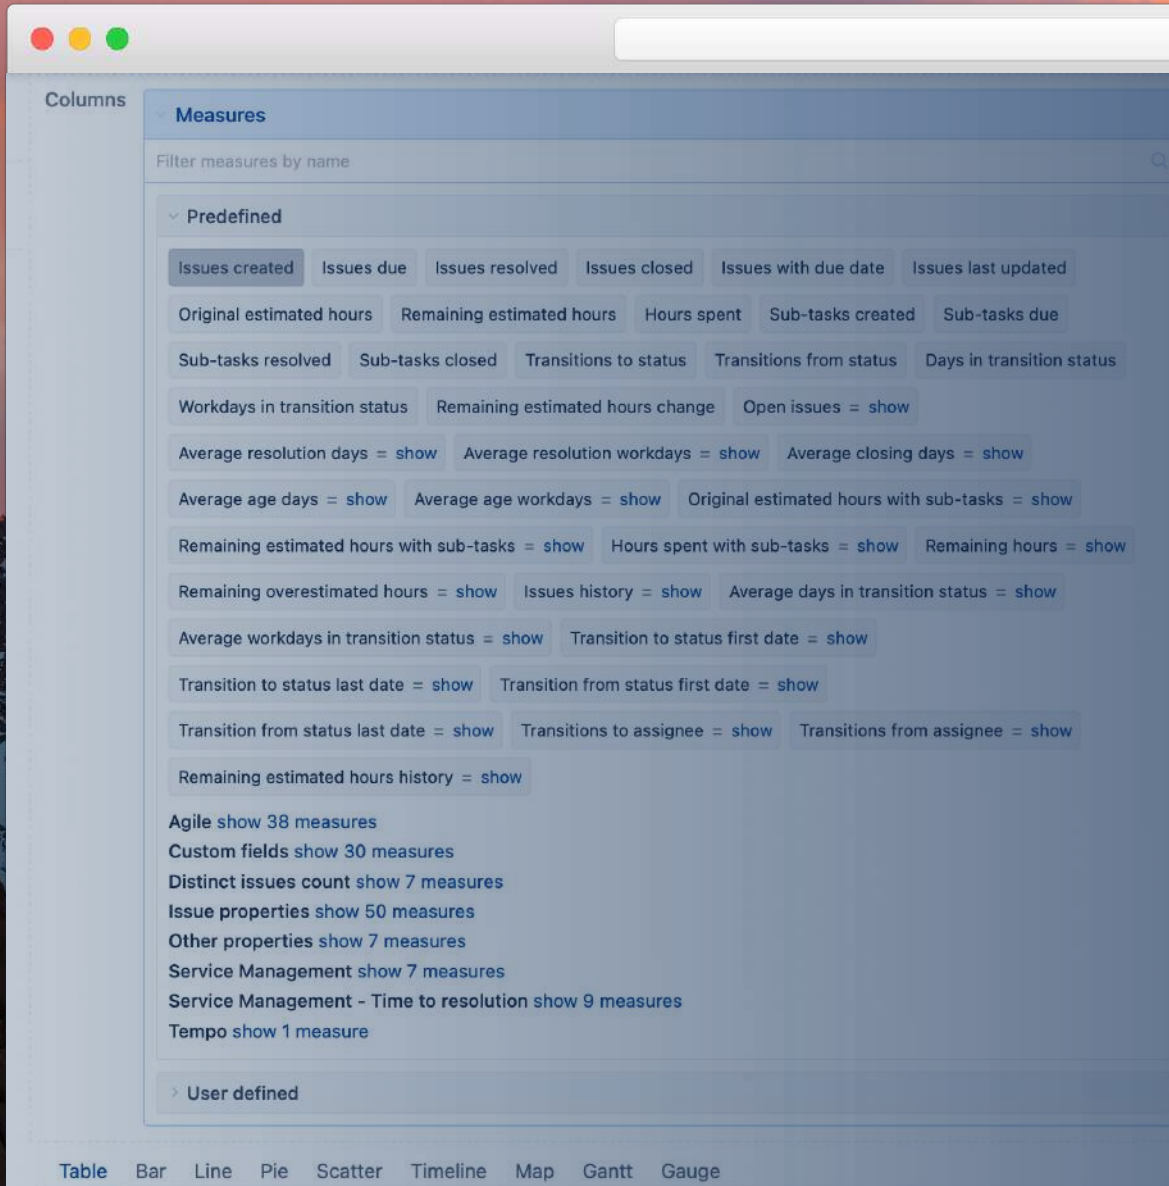 Columns
Measures
Filter measures by name
Predefined
Issues created Issues due Issues resolved Issues closed Issues with due date Issues last updated
Original estimated hours Remaining estimated hours Hours spent Sub-tasks created Sub-tasks due
Sub-tasks resolved Sub-tasks closed Transitions to status Transitions from status Days in transition status
Workdays in transition status Remaining estimated hours change Open issues = show
Average resolution days = show Average resolution workdays = show Average closing days = show
Average age days = show Average age workdays = show Original estimated hours with sub-tasks = show
Remaining estimated hours with sub-tasks = show Hours spent with sub-tasks = show Remaining hours = show
Remaining overestimated hours = show Issues history = show Average days in transition status = show
Average workdays in transition status = show Transition to status first date = show
Transition to status last date = show Transition from status first date = show
Transition from status last date = show Transitions to assignee = show Transitions from assignee = show
Remaining estimated hours history = show
Agile show 38 measures
Custom fields show 30 measures
Distinct issues count show 7 measures
Issue properties show 50 measures
Other properties show 7 measures
Service Management show 7 measures
Service Management - Time to resolution show 9 measures
Tempo show 1 measure
User defined
Table Bar Line Pie Scatter Timeline Map Gantt Gauge